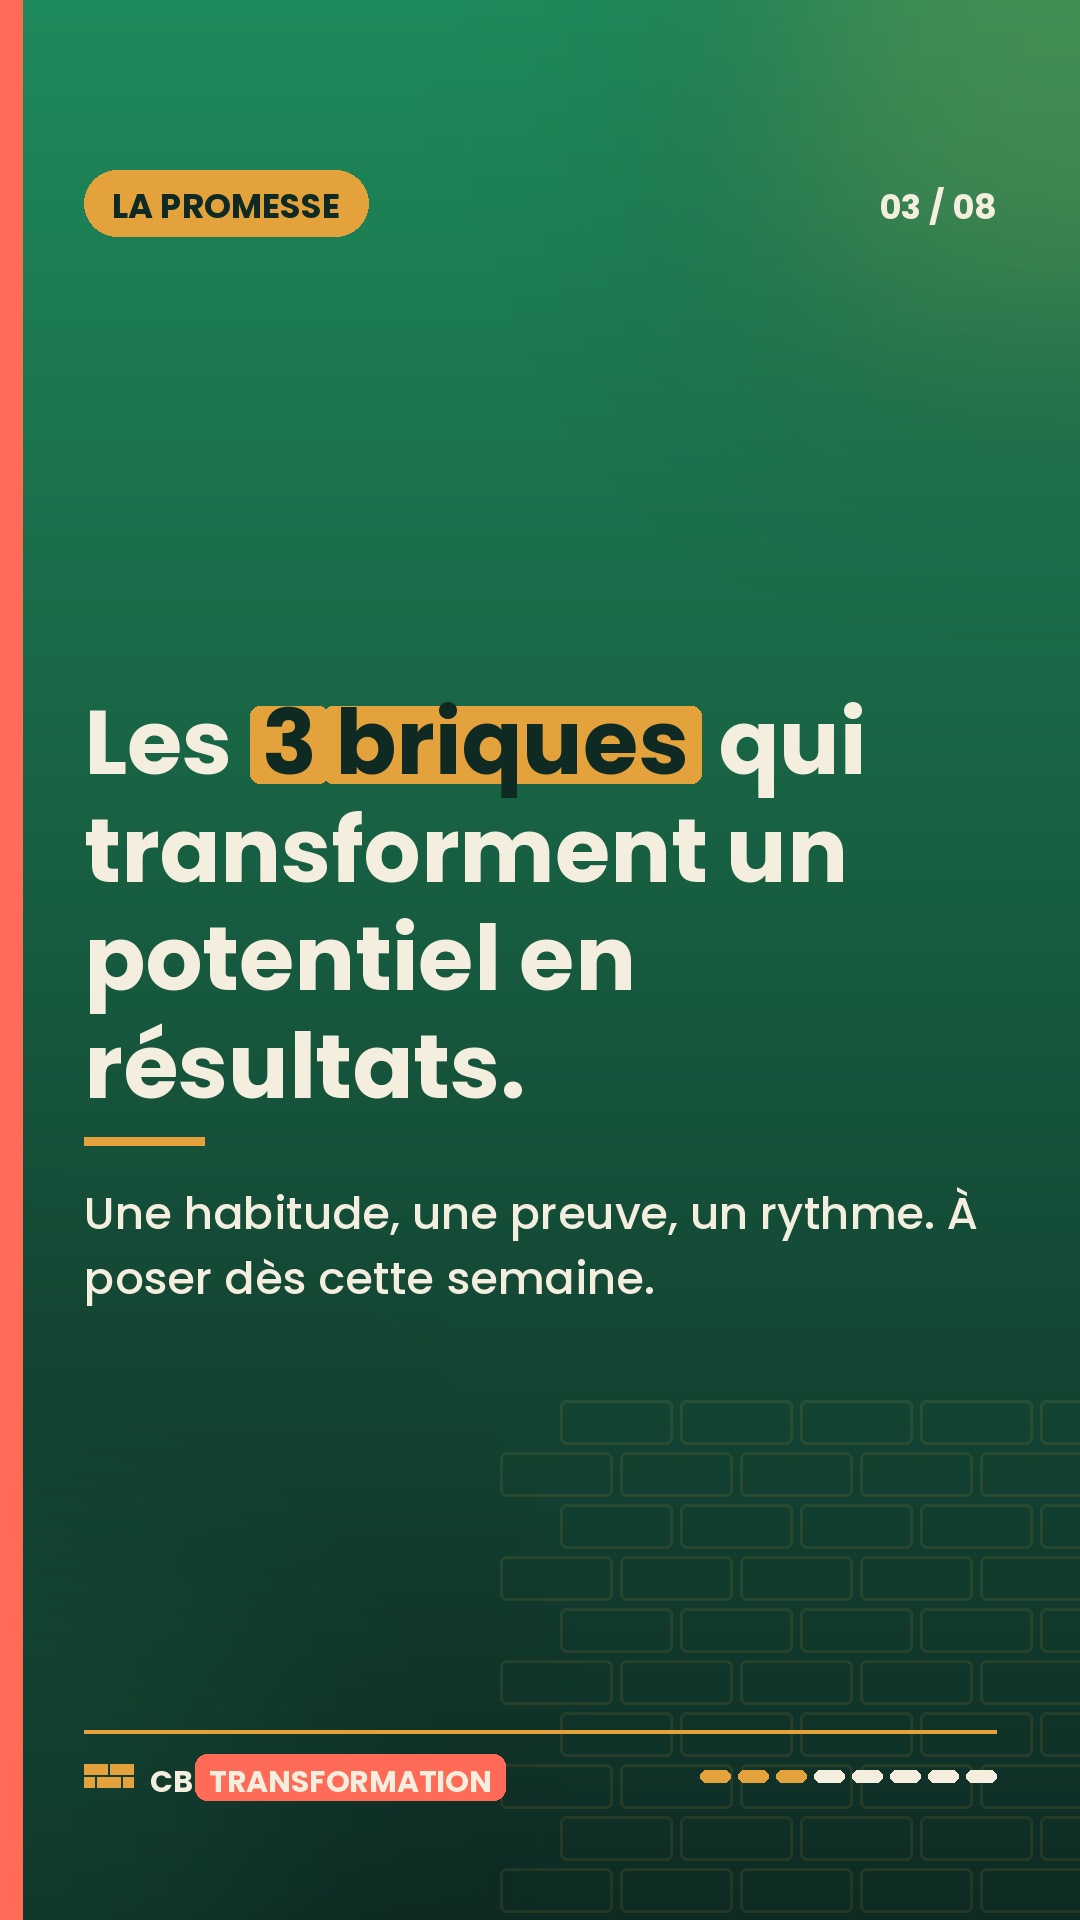 LA PROMESSE
03 / 08
Les 3 briques qui
transforment un
potentiel en
résultats.
Une habitude, une preuve, un rythme. À
poser dès cette semaine.
CB TRANSFORMATION